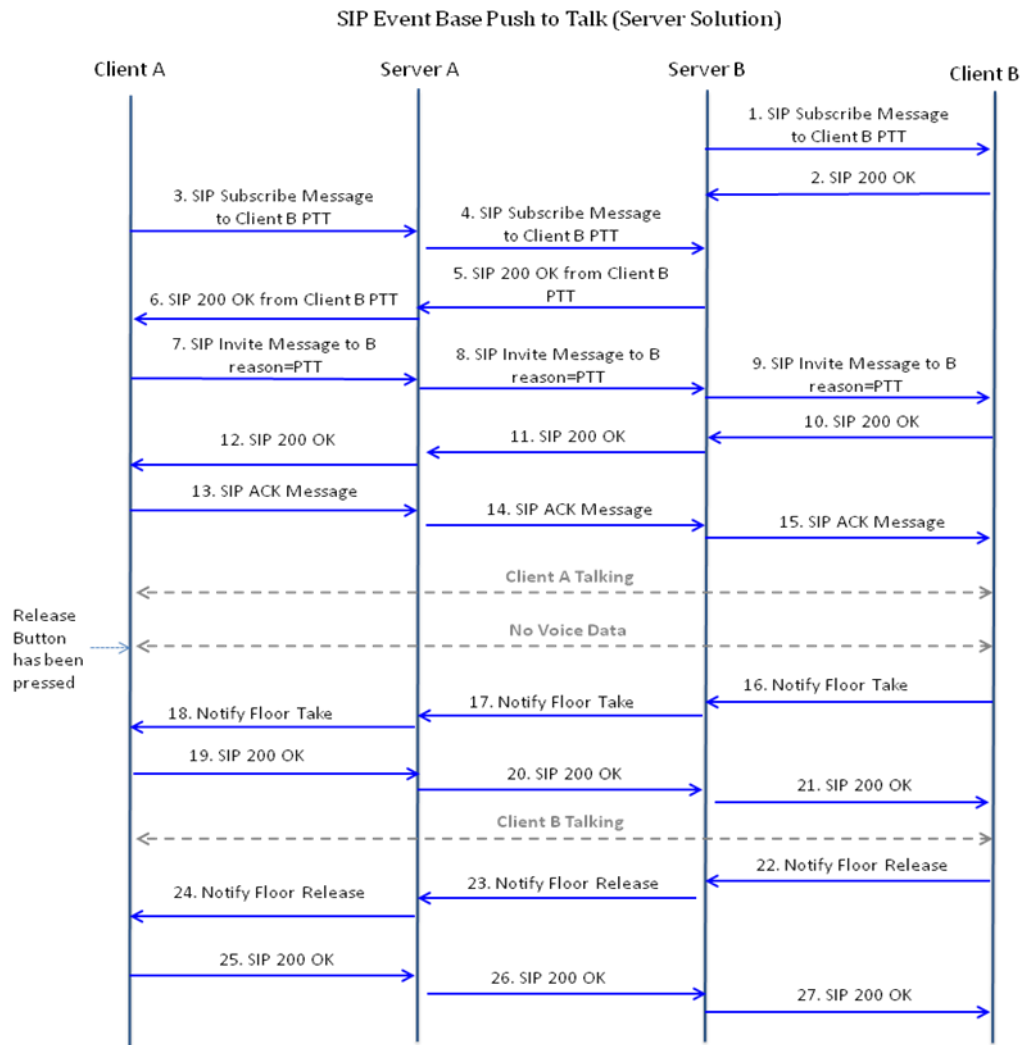 SIP Event Base Push to Talk (Server Solution)
Client A
Server A
Server B
Client B
1. SIP Subscribe Message
to Client B PTT
2. SIP 200 OK
3. SIP Subscribe Message
to Client B PTT
4. SIP Subscribe Message
to Client B PTT
5. SIP 200 OK from Client B
PTT
6. SIP 200 OK from Client B PTT
7. SIP Invite Message to B
reason=PTT
8. SIP Invite Message to B
reason=PTT
9. SIP Invite Message to B
reason=PTT
10. SIP 200 OK
11. SIP 200 OK
12. SIP 200 OK
13. SIP ACK Message
14. SIP ACK Message
15. SIP ACK Message
Client A Talking
Release
Button
has been
pressed
No Voice Data
16. Notify Floor Take
17. Notify Floor Take
18. Notify Floor Take
19. SIP 200 OK
20. SIP 200 OK
21. SIP 200 OK
Client B Talking
22. Notify Floor Release
23. Notify Floor Release
24. Notify Floor Release
25. SIP 200 OK
26. SIP 200 OK
27. SIP 200 OK